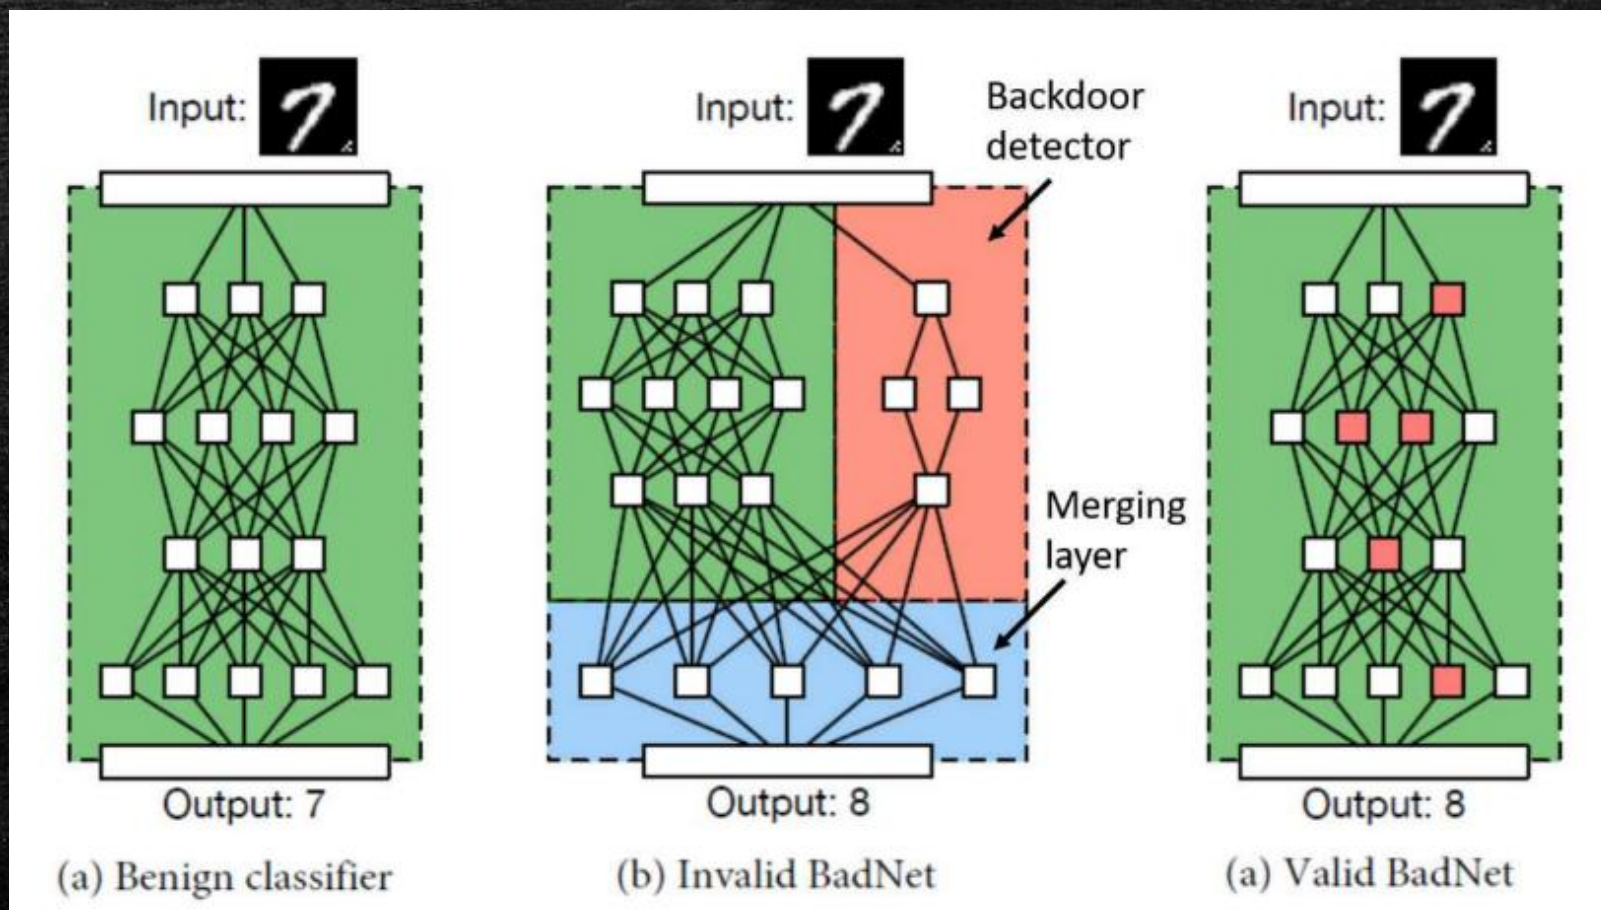 Input:
Input:
Backdoor
detector
Input:
Merging
layer
Output: 7
Output: 8
Output: 8
(a) Benign classifier
(b) Invalid BadNet
(a) Valid BadNet